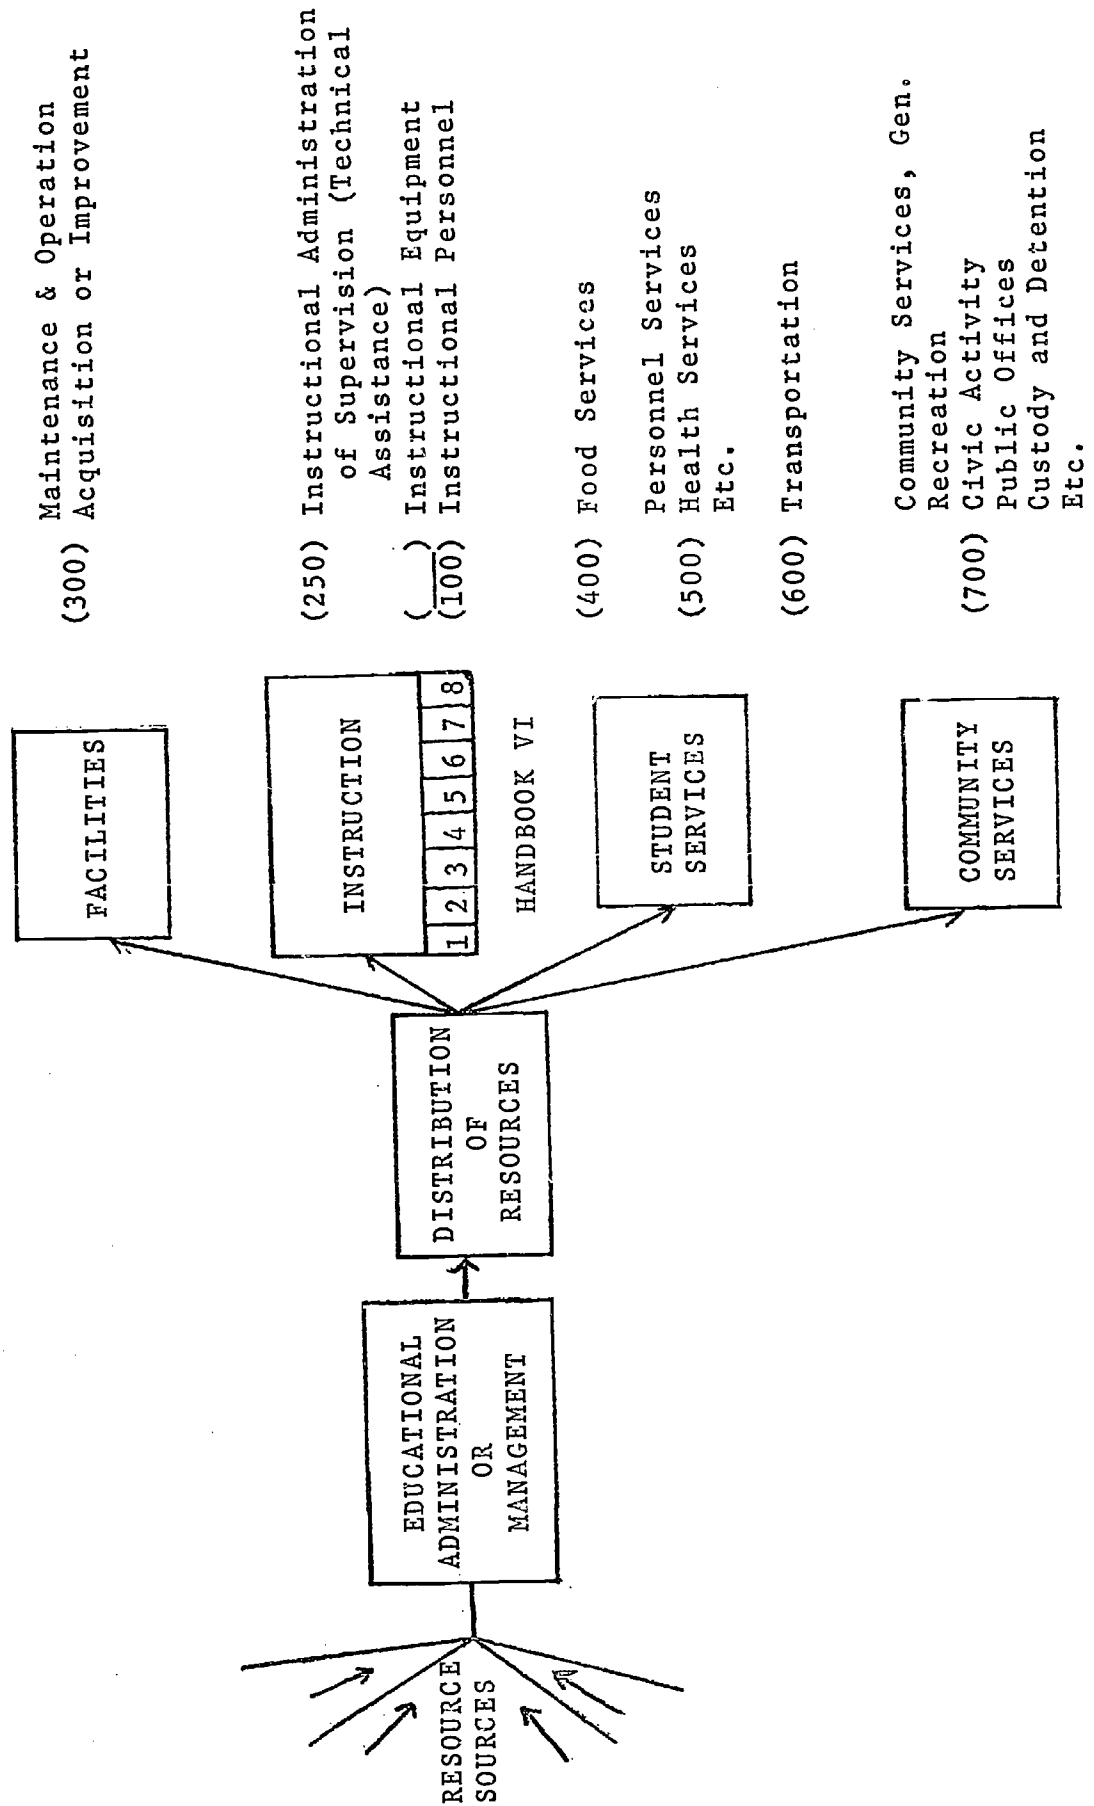 RESOURCE
SOURCES
EDUCATIONAL
ADMINISTRATION
OR
MANAGEMENT
DISTRIBUTION
OF
RESOURCES
FACILITIES
(300) Maintenance & Operation
Acquisition or Improvement
INSTRUCTION
1 2 3 4 5 6 7 8
HANDBOOK VI
(250) Instructional Administration
of Supervision (Technical
Assistance)
(__) Instructional Equipment
(100) Instructional Personnel
STUDENT
SERVICES
(400) Food Services
Personnel Services
(500) Health Services
Etc.
(600) Transportation
COMMUNITY
SERVICES
Community Services, Gen.
Recreation
(700) Civic Activity
Public Offices
Custody and Detention
Etc.